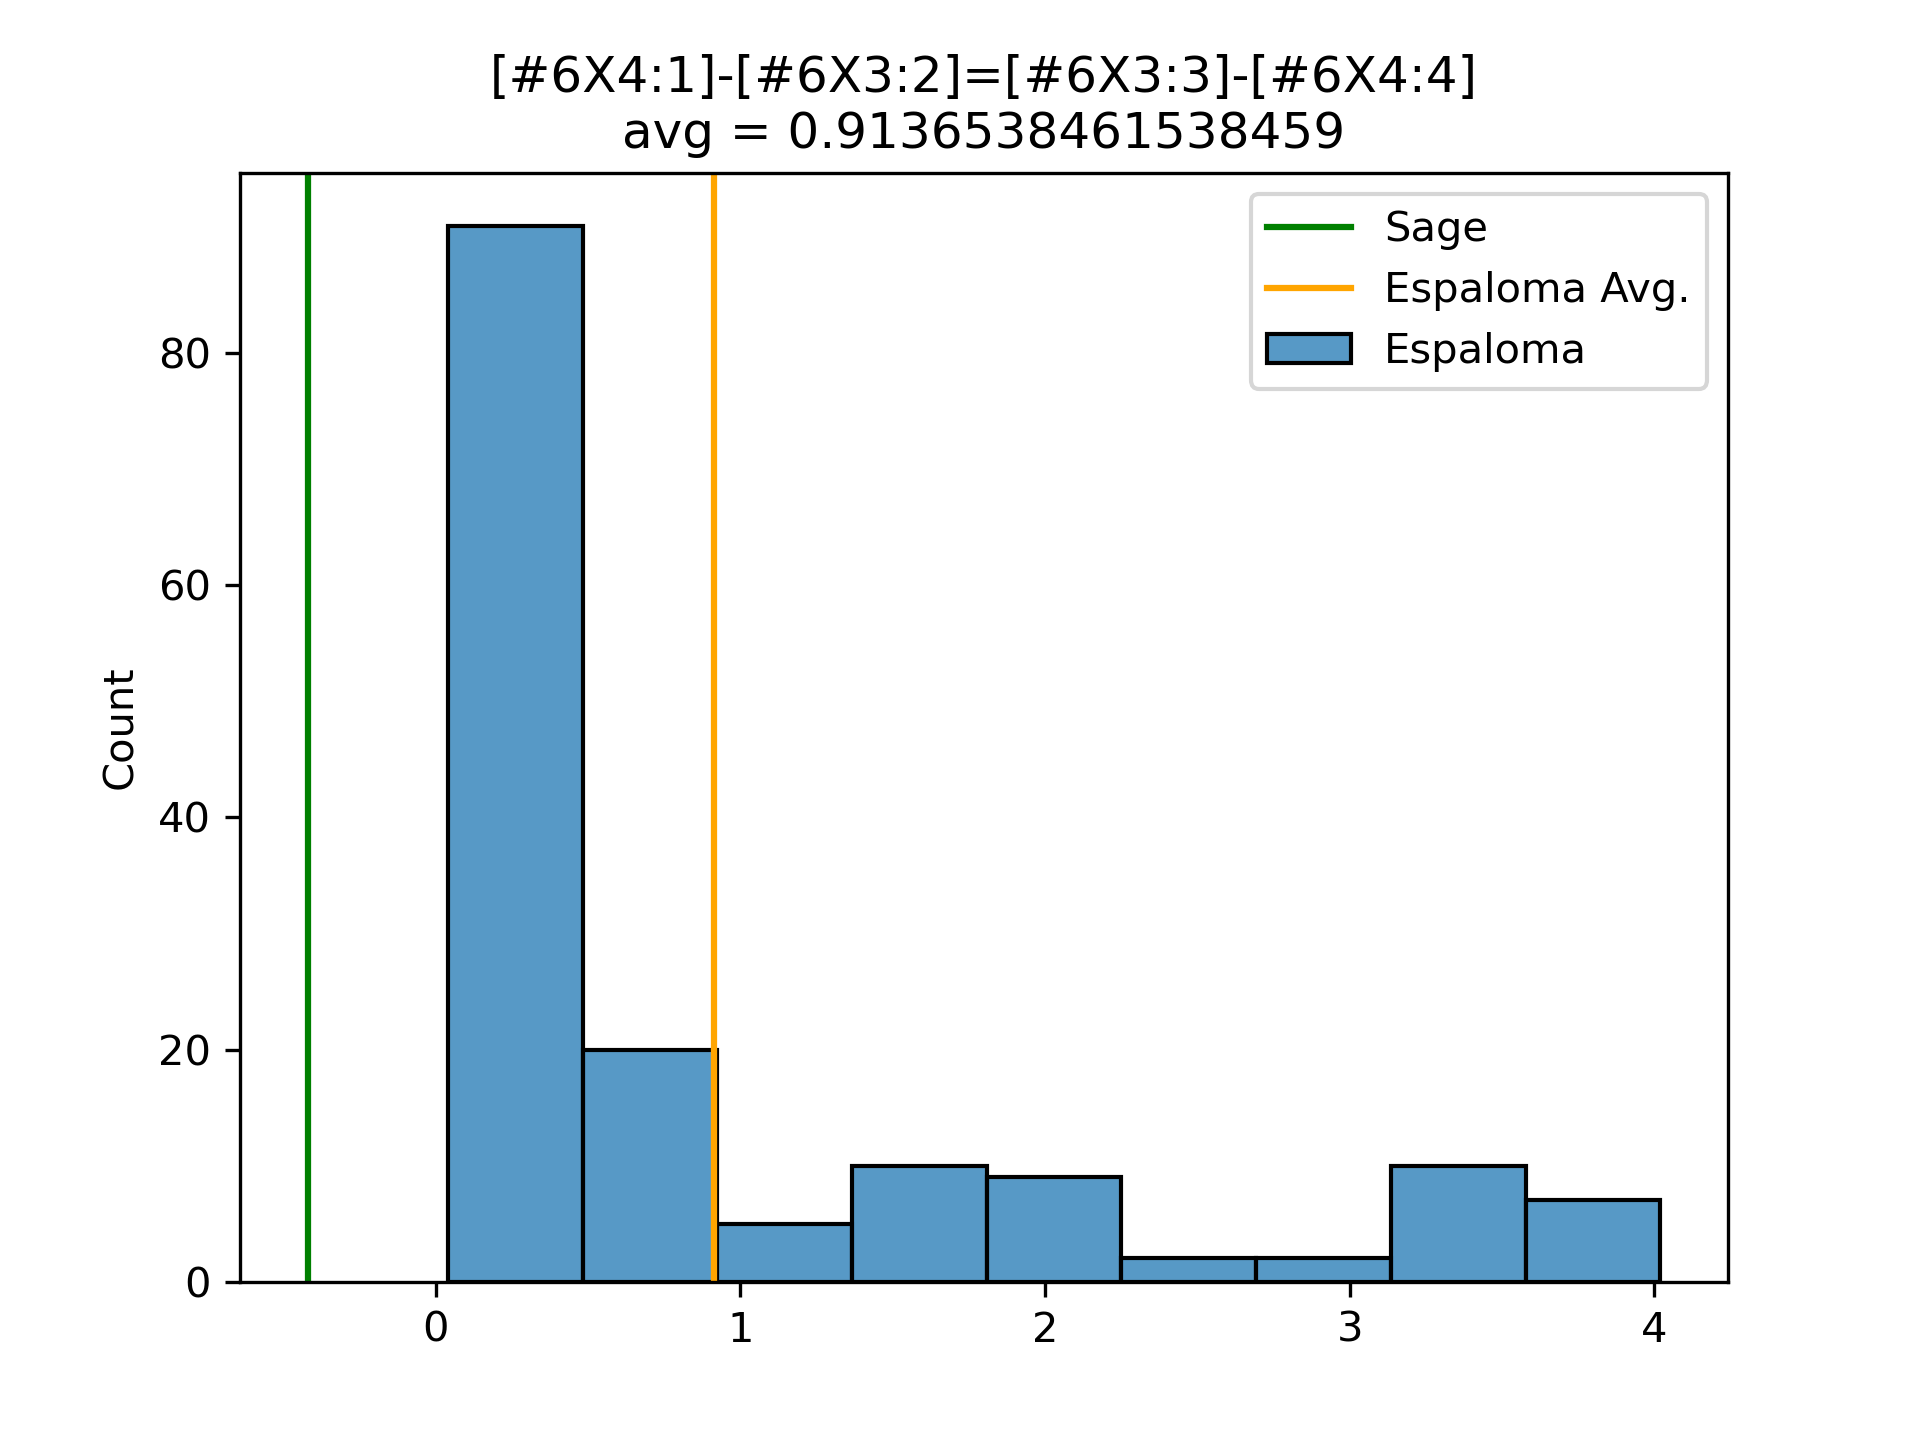 [#6X4:1]-[#6X3:2]=[#6X3:3]-[#6X4:4]
avg = 0.9136538461538459
Sage
Espaloma Avg.
Espaloma
80
60
40
20
0
Count
0 1 2 3 4